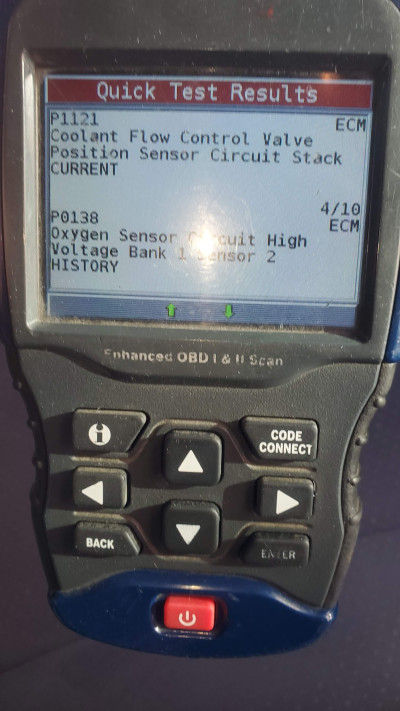 Quick Test Results
P1121
ECM
Coolant Flow Control Valve
Position Sensor Circuit Stack
CURRENT
4/10
P0138
ECM
Oxygen Sensor Circuit High
Voltage Bank 1 Sensor 2
HISTORY
Enhanced OBD I & II Scan
i
CODE
CONNECT
BACK
ENTER